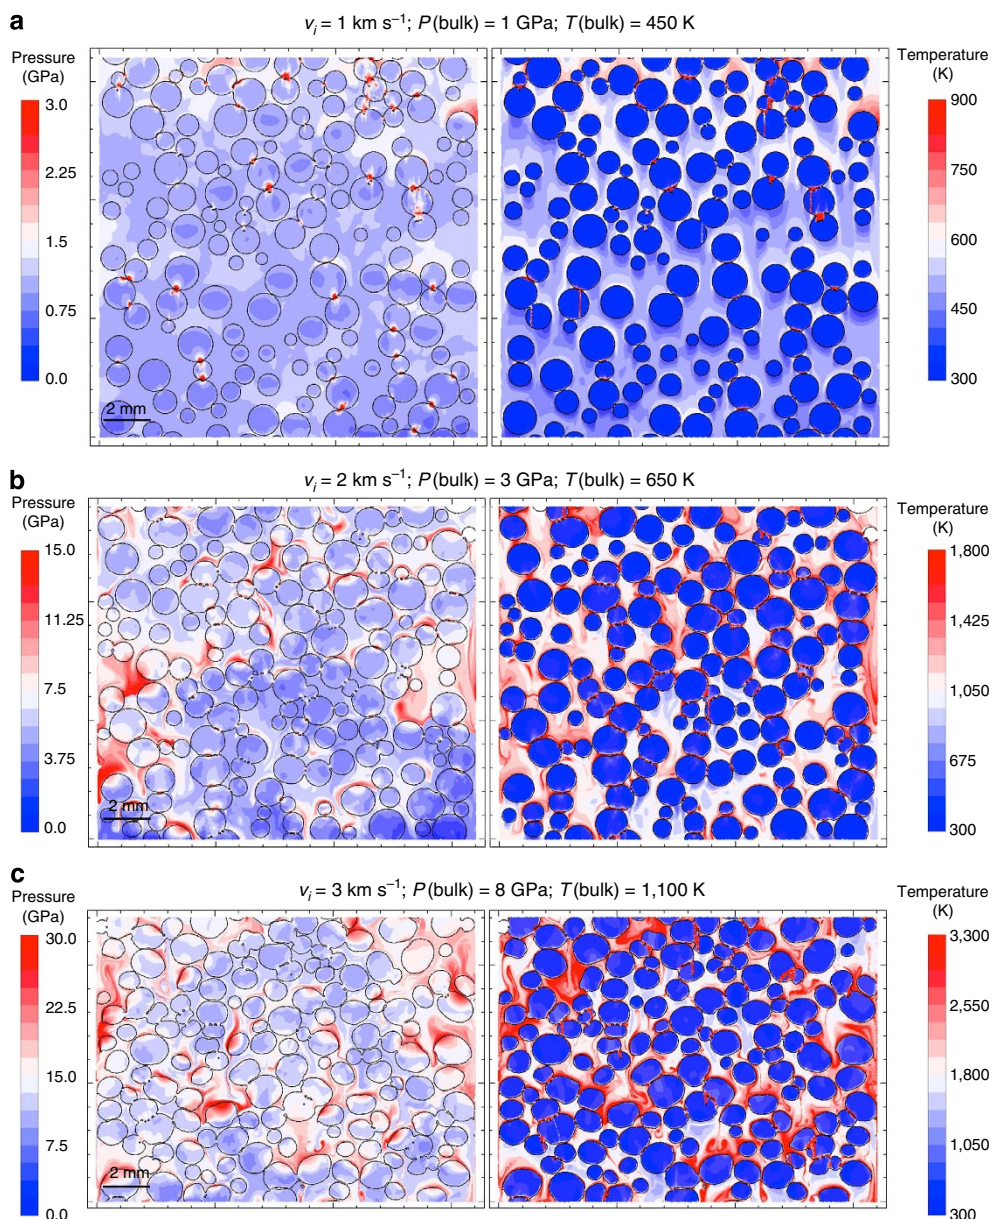 a
vi = 1 km s–1; P(bulk) = 1 GPa; T(bulk) = 450 K
Pressure
(GPa)
3.0
2.25
1.5
0.75
0.0
2 mm
Temperature
(K)
900
750
600
450
300
b
vi = 2 km s–1; P(bulk) = 3 GPa; T(bulk) = 650 K
Pressure
(GPa)
15.0
11.25
7.5
3.75
0.0
2 mm
Temperature
(K)
1.800
1.425
1,050
675
300
c
vi = 3 km s–1; P(bulk) = 8 GPa; T(bulk) = 1,100 K
Pressure
(GPa)
30.0
22.5
15.0
7.5
0.0
2 mm
Temperature
(K)
3,300
2,550
1,800
1,050
300